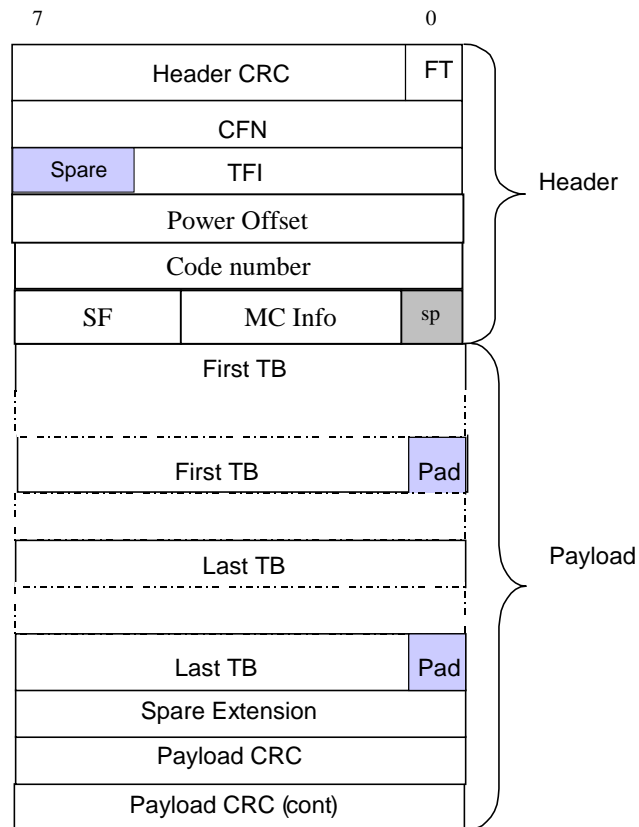 7 0
Header CRC FT
CFN
Spare TFI
Header
Power Offset
Code number
SF MC Info sp
First TB
First TB Pad
Last TB
Payload
Last TB Pad
Spare Extension
Payload CRC
Payload CRC (cont)